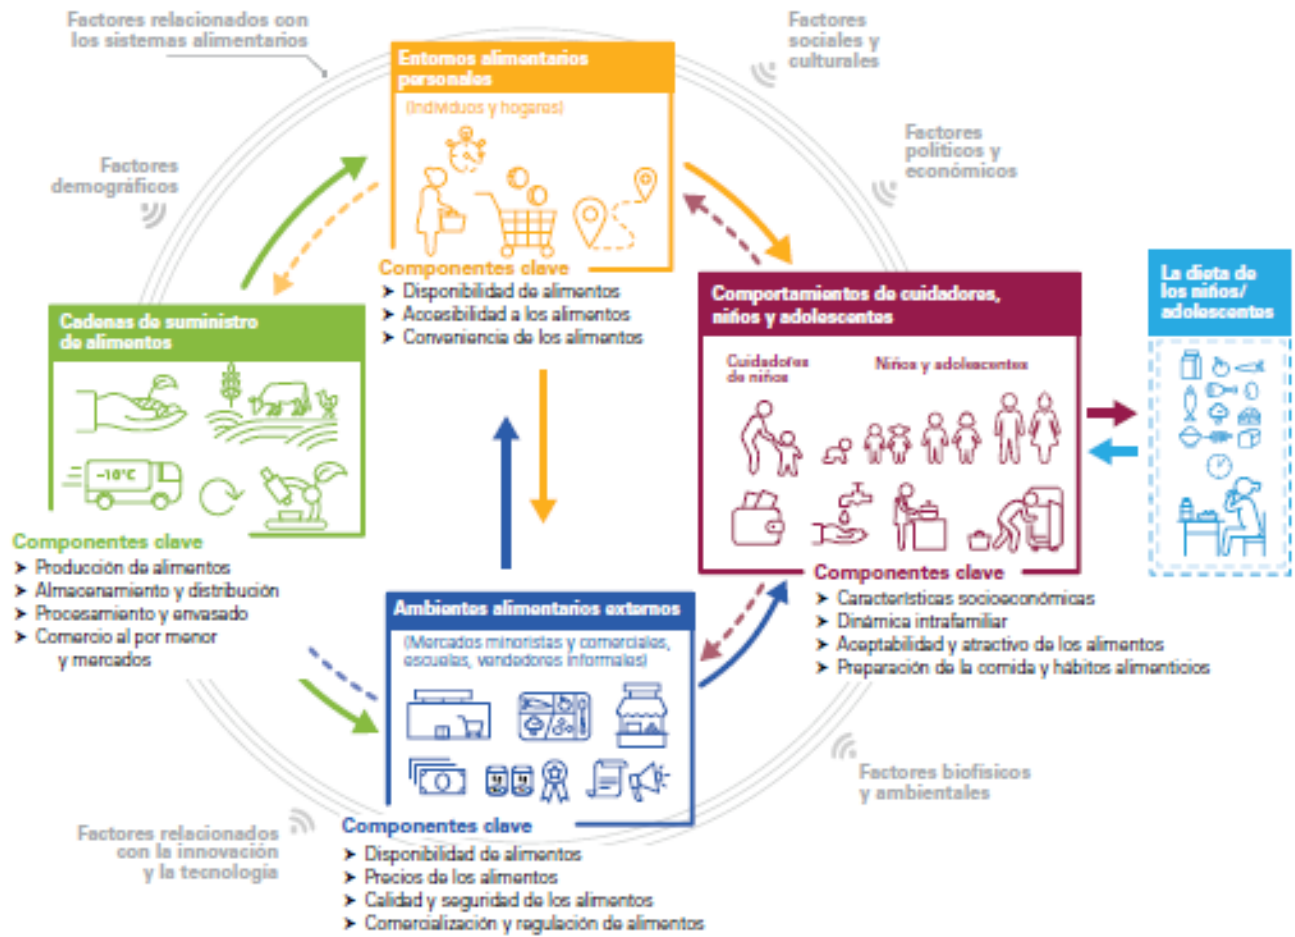 Factores relacionados con
los sistemas alimentarios
Factores
sociales y
culturales
Factores
demográficos
Factores
políticos y
económicos
Entornos alimentarios
personales
(Individuos y hogares)
Componentes clave
➤ Disponibilidad de alimentos
➤ Accesibilidad a los alimentos
➤ Conveniencia de los alimentos
Cadenas de suministro
de alimentos
-10°C
Componentes clave
➤ Producción de alimentos
➤ Almacenamiento y distribución
➤ Procesamiento y envasado
➤ Comercio al por menor
y mercados
Comportamientos de cuidadores,
niños y adolescentes
Cuidadores
de niños
Niños y adolescentes
Componentes clave
➤ Características socioeconómicas
➤ Dinámica intrafamiliar
➤ Aceptabilidad y atractivo de los alimentos
➤ Preparación de la comida y hábitos alimenticios
La dieta de
los niños/
adolescentes
Ambientes alimentarios externos
(Mercados minoristas y comerciales,
escuelas, vendedores informales)
Componentes clave
➤ Disponibilidad de alimentos
➤ Precios de los alimentos
➤ Calidad y seguridad de los alimentos
➤ Comercialización y regulación de alimentos
Factores biofísicos
y ambientales
Factores relacionados
con la innovación
y la tecnología